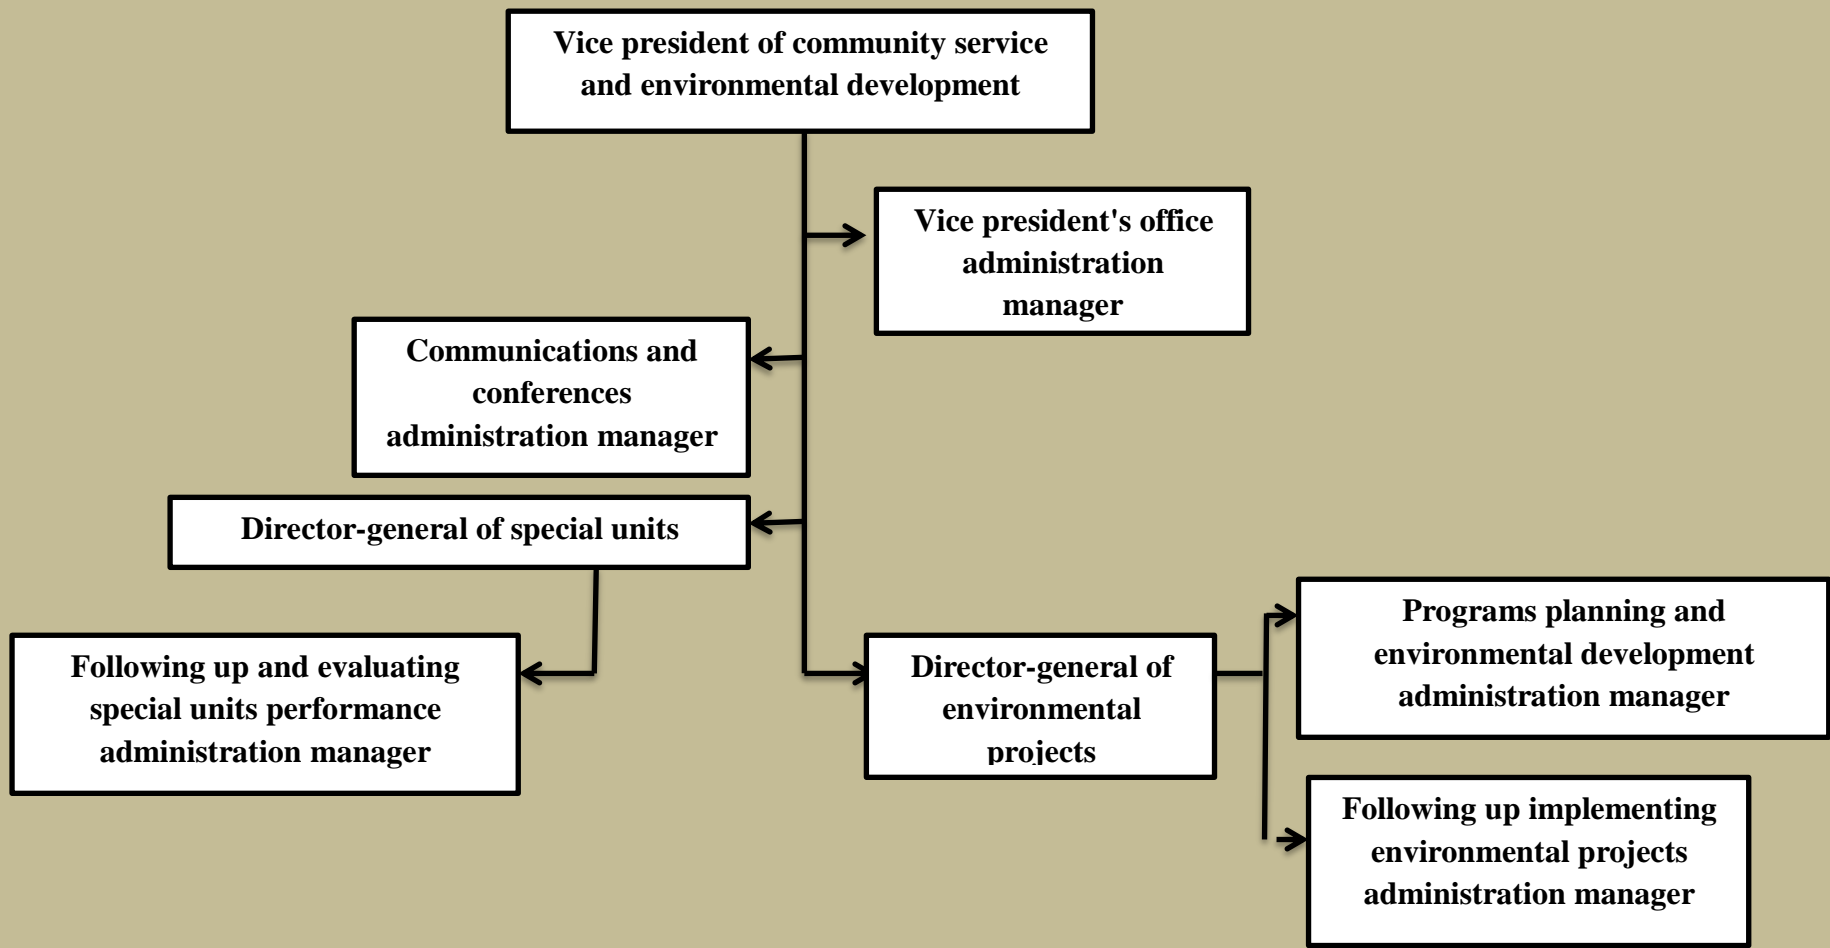 Vice president of community service
and environmental development
Vice president's office
administration
manager
Communications and
conferences
administration manager
Director-general of special units
Following up and evaluating
special units performance
administration manager
Director-general of
environmental
projects
Programs planning and
environmental development
administration manager
Following up implementing
environmental projects
administration manager